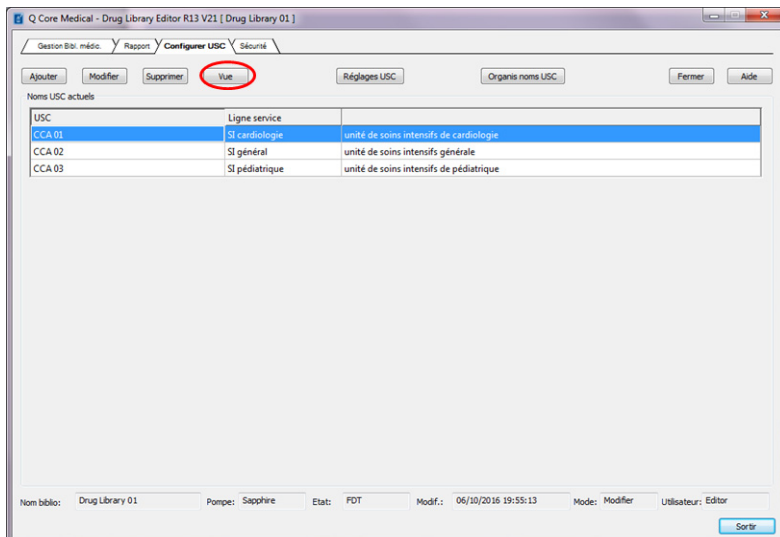 Q Core Medical - Drug Library Editor R13 V21 [ Drug Library 01 ]
Gestion Bibl. médic. Rapport Configurer USC Sécurité
Ajouter Modifier Supprimer Vue Réglages USC Organis noms USC Fermer Aide
Noms USC actuels
USC Ligne service
CCA 01 SI cardiologie unité de soins intensifs de cardiologie
CCA 02 SI général unité de soins intensifs générale
CCA 03 SI pédiatrique unité de soins intensifs de pédiatrique
Nom biblio: Drug Library 01 Pompe: Sapphire Etat: FDT Modif.: 06/10/2016 19:55:13 Mode: Modifier Utilisateur: Editor
Sortir